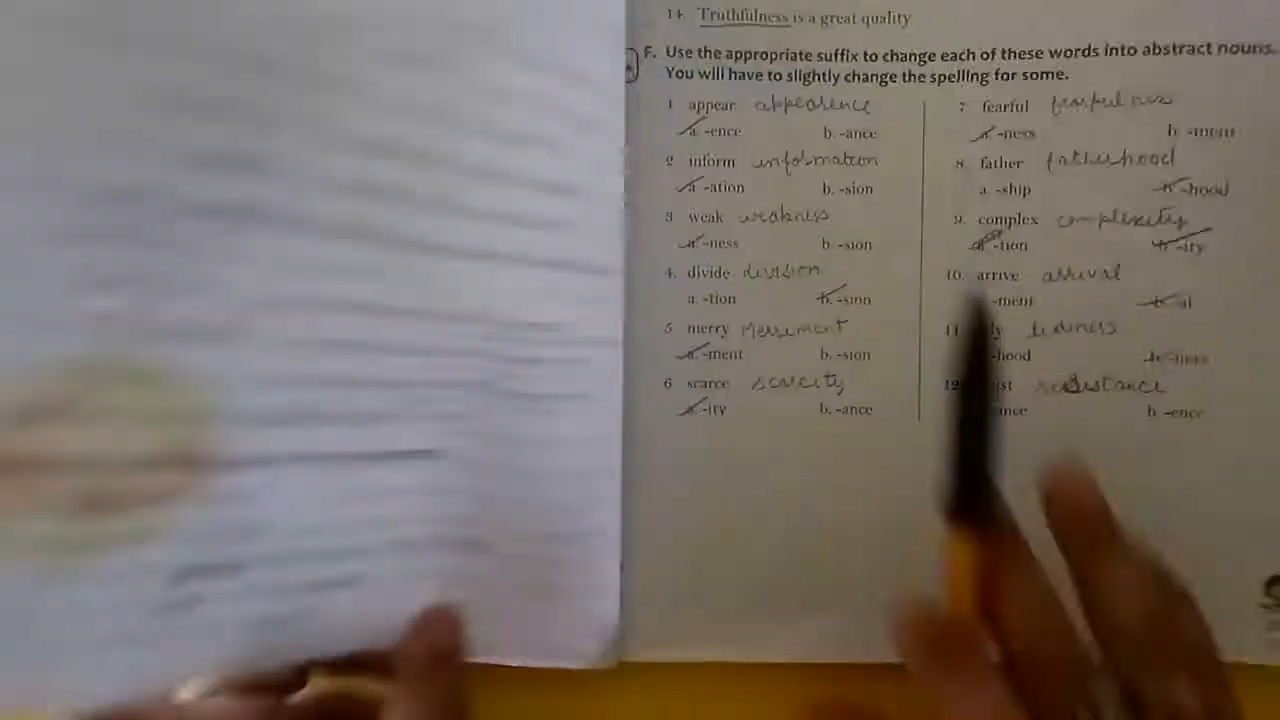 14. Truthfulness is a great quality
F. Use the appropriate suffix to change each of these words into abstract nouns.
You will have to slightly change the spelling for some.
1 appear appearence
a. -ence b. -ance
2 inform information
a -ation b. -sion
3 weak weakness
a. -ness b. -sion
4. divide division
a. -tion b. -sion
5 merry Merriment
a. -ment b. -sion
6 scarce scarcity
a. -ity b. -ance
7 fearful fearfulness
a. -ness b. -ment
8. father fatherhood
a. -ship b. -hood
9. complex complexity
a. -tion b. -ity
10. arrive arrival
-ment b. -al
11. tidiness
-hood b. -ness
12. resistance
b. -ence